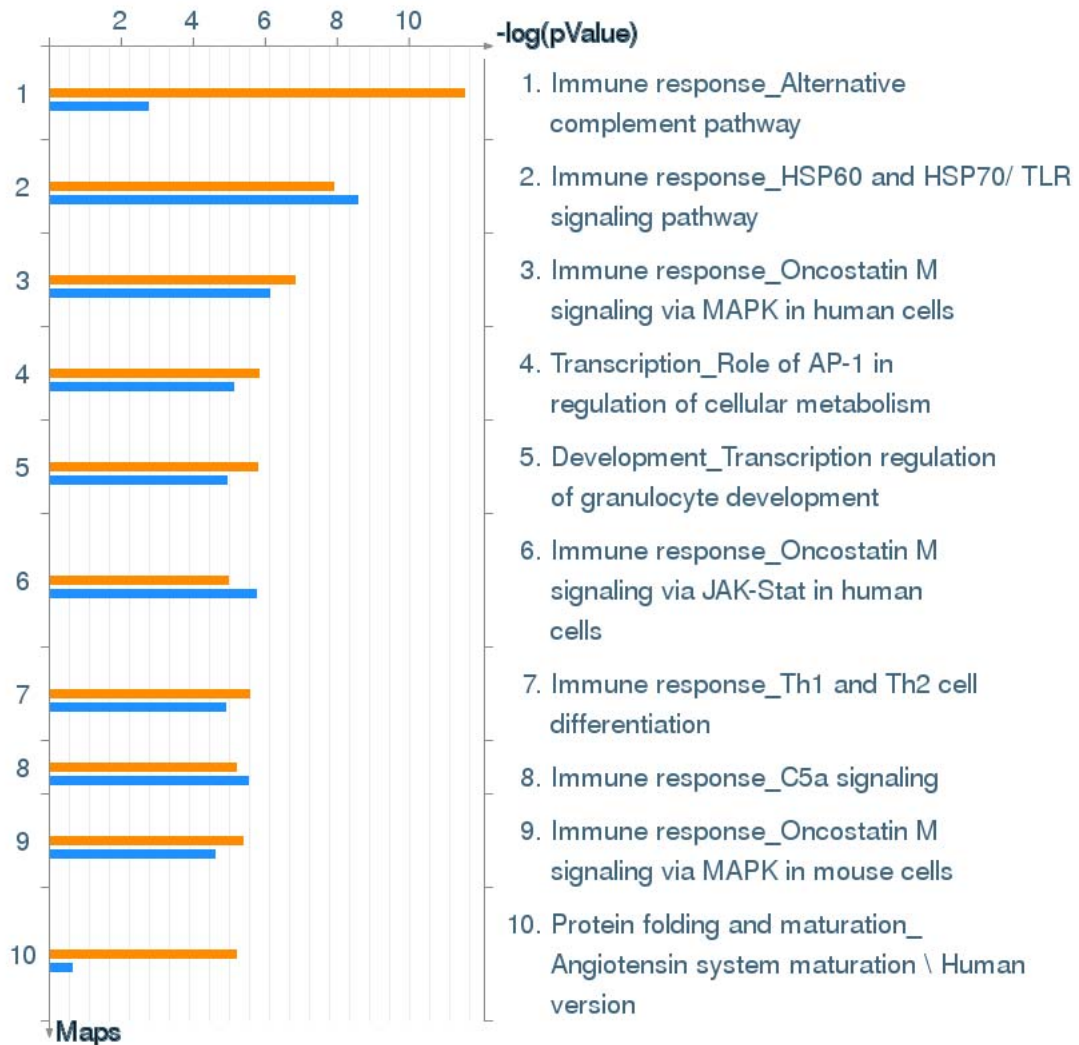 2 4 6 8 10
-log(pValue)
1
1. Immune response_Alternative
complement pathway
2
2. Immune response_HSP60 and HSP70/ TLR
signaling pathway
3
3. Immune response_Oncostatin M
signaling via MAPK in human cells
4
4. Transcription_Role of AP-1 in
regulation of cellular metabolism
5
5. Development_Transcription regulation
of granulocyte development
6
6. Immune response_Oncostatin M
signaling via JAK-Stat in human
cells
7
7. Immune response_Th1 and Th2 cell
differentiation
8
8. Immune response_C5a signaling
9
9. Immune response_Oncostatin M
signaling via MAPK in mouse cells
10
10. Protein folding and maturation_
Angiotensin system maturation \ Human
version
Maps